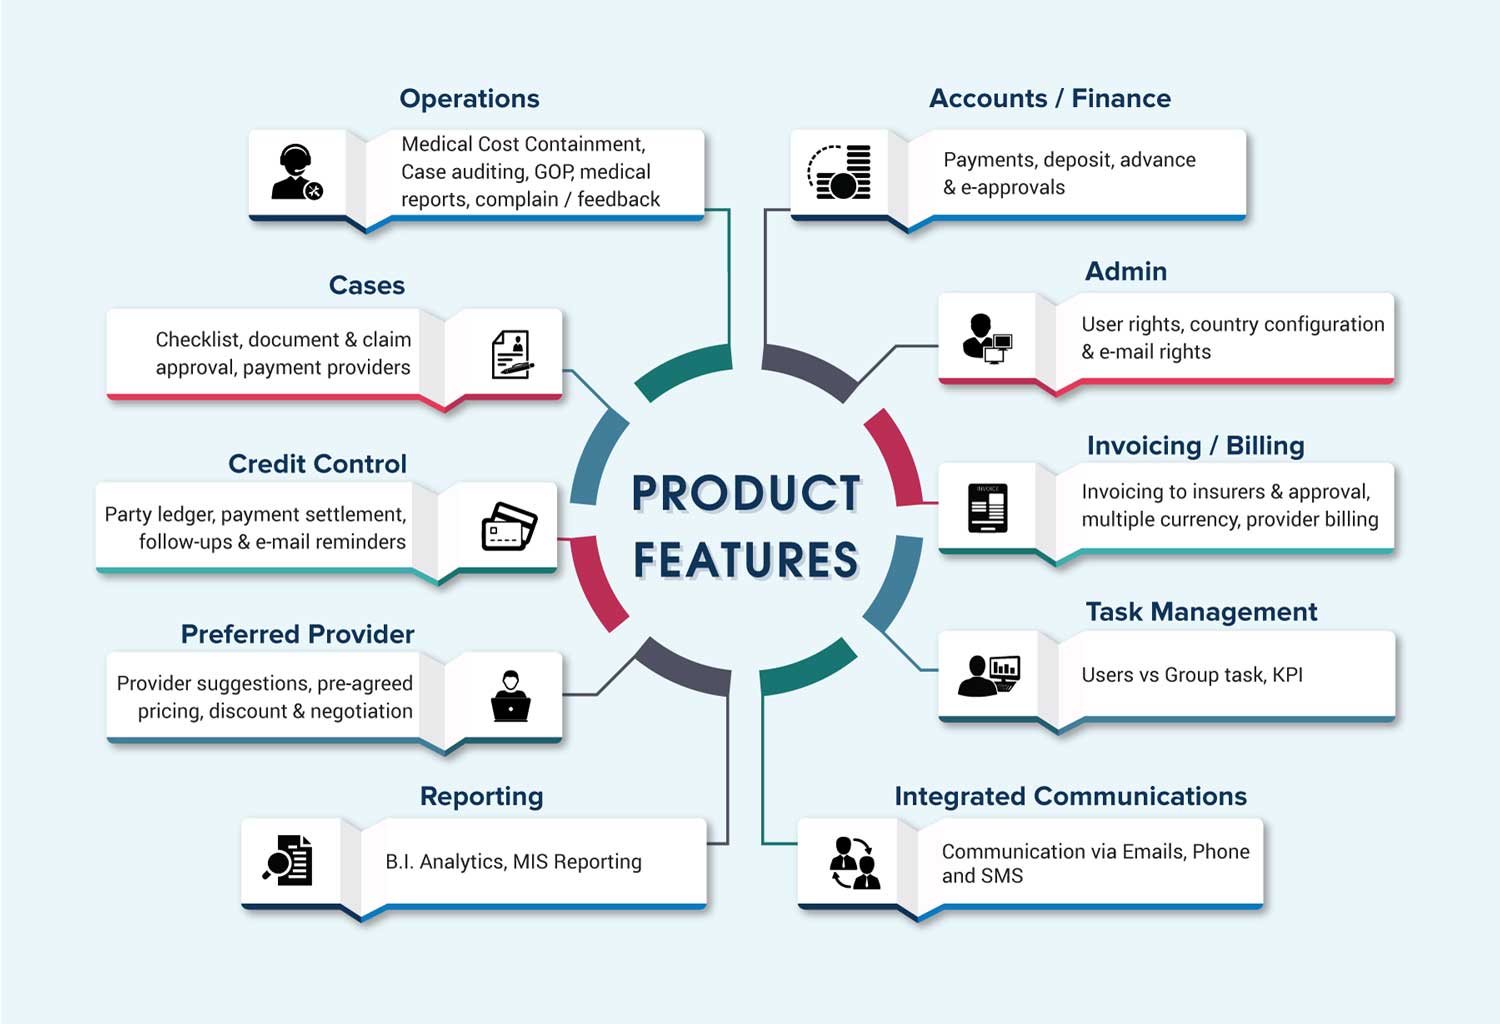 Operations
Medical Cost Containment,
Case auditing, GOP, medical
reports, complain / feedback
Cases
Checklist, document & claim
approval, payment providers
Credit Control
Party ledger, payment settlement,
follow-ups & e-mail reminders
Preferred Provider
Provider suggestions, pre-agreed
pricing, discount & negotiation
Reporting
B.I. Analytics, MIS Reporting
PRODUCT
FEATURES
Accounts / Finance
Payments, deposit, advance
& e-approvals
Admin
User rights, country configuration
& e-mail rights
Invoicing / Billing
INVOICE
Invoicing to insurers & approval,
multiple currency, provider billing
Task Management
Users vs Group task, KPI
Integrated Communications
Communication via Emails, Phone
and SMS